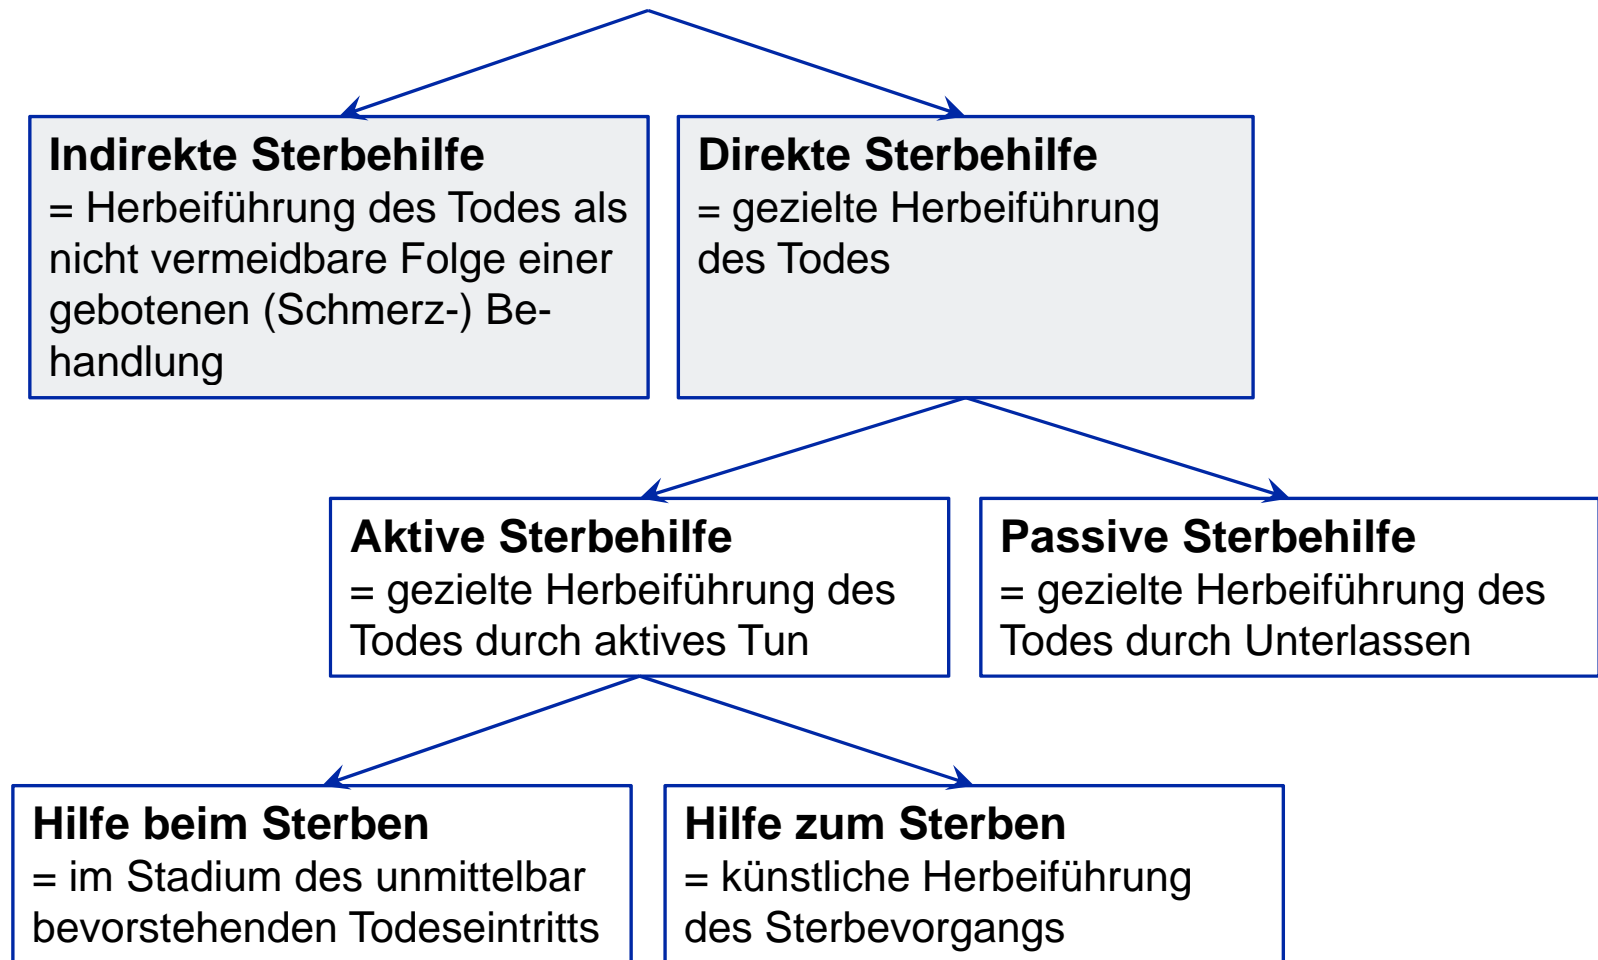 Indirekte Sterbehilfe
= Herbeiführung des Todes als
nicht vermeidbare Folge einer
gebotenen (Schmerz-) Be-
handlung
Direkte Sterbehilfe
= gezielte Herbeiführung
des Todes
Aktive Sterbehilfe
= gezielte Herbeiführung des
Todes durch aktives Tun
Passive Sterbehilfe
= gezielte Herbeiführung des
Todes durch Unterlassen
Hilfe beim Sterben
= im Stadium des unmittelbar
bevorstehenden Todeseintritts
Hilfe zum Sterben
= künstliche Herbeiführung
des Sterbevorgangs